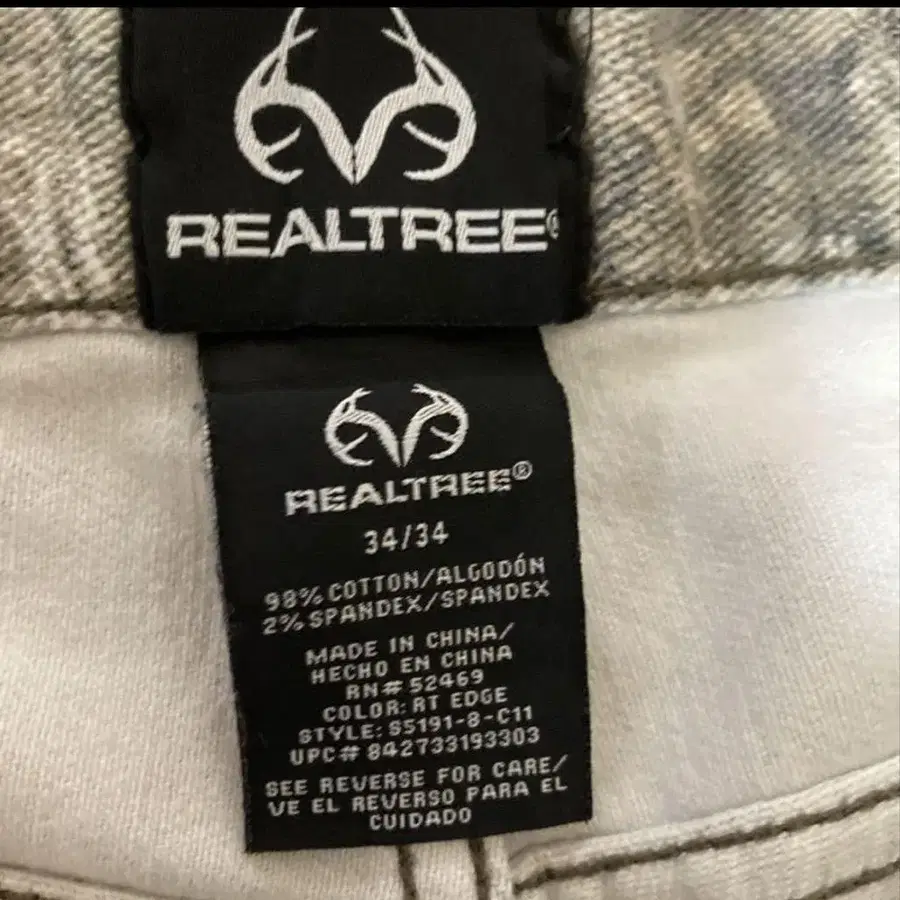 REALTREE®
REALTREE®
34/34
98% COTTON/ALGODÓN
2% SPANDEX/SPANDEX
MADE IN CHINA/
HECHO EN CHINA
RN# 52469
COLOR: RT EDGE
STYLE: S5191-8-C11
UPC# 842733193303
SEE REVERSE FOR CARE/
VE EL REVERSO PARA EL
CUIDADO